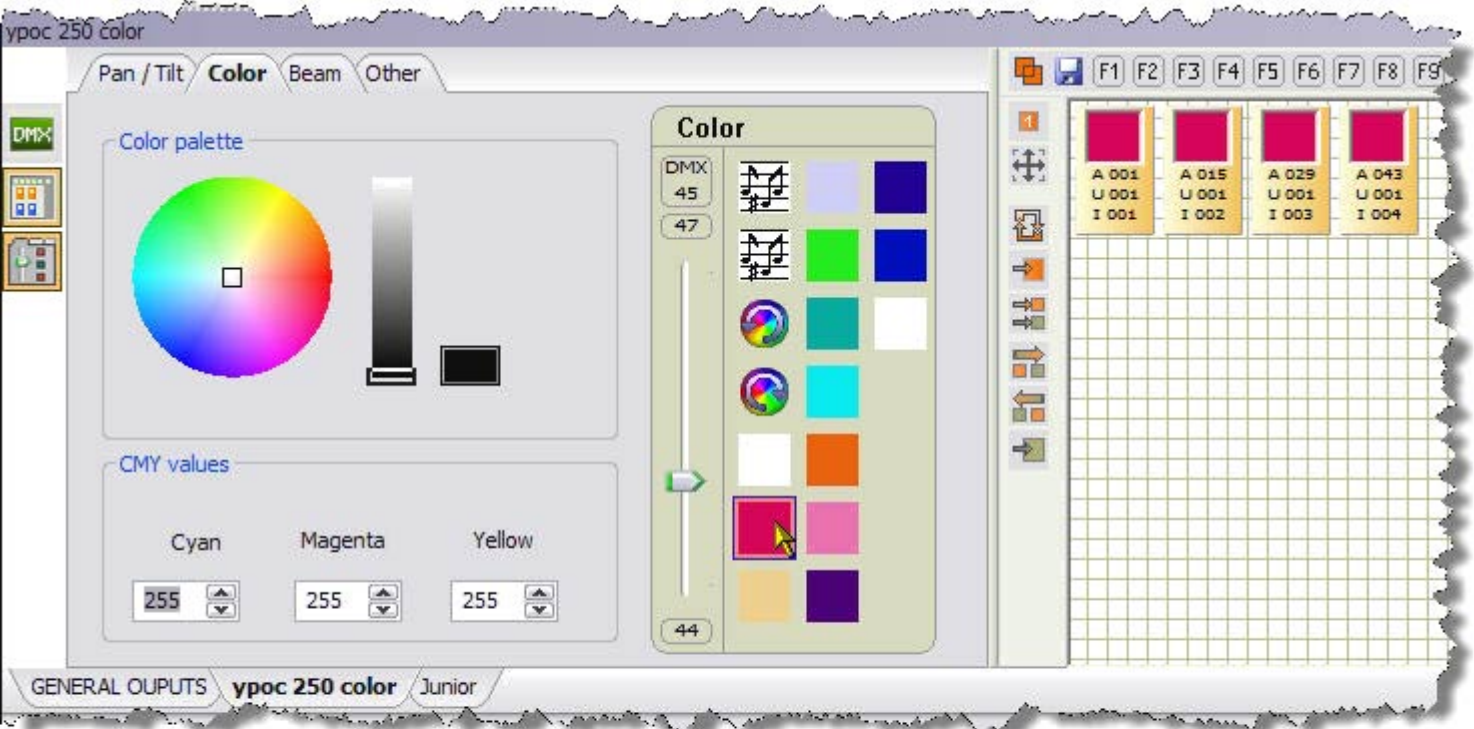 ypoc 250 color
Pan / Tilt Color Beam Other
F1 F2 F3 F4 F5 F6 F7 F8 F9
DMX
1
Color palette
Color
DMX
45
47
44
A 001
U 001
I 001
A 015
U 001
I 002
A 029
U 001
I 003
A 043
U 001
I 004
CMY values
Cyan Magenta Yellow
255 255 255
GENERAL OUPUTS ypoc 250 color Junior